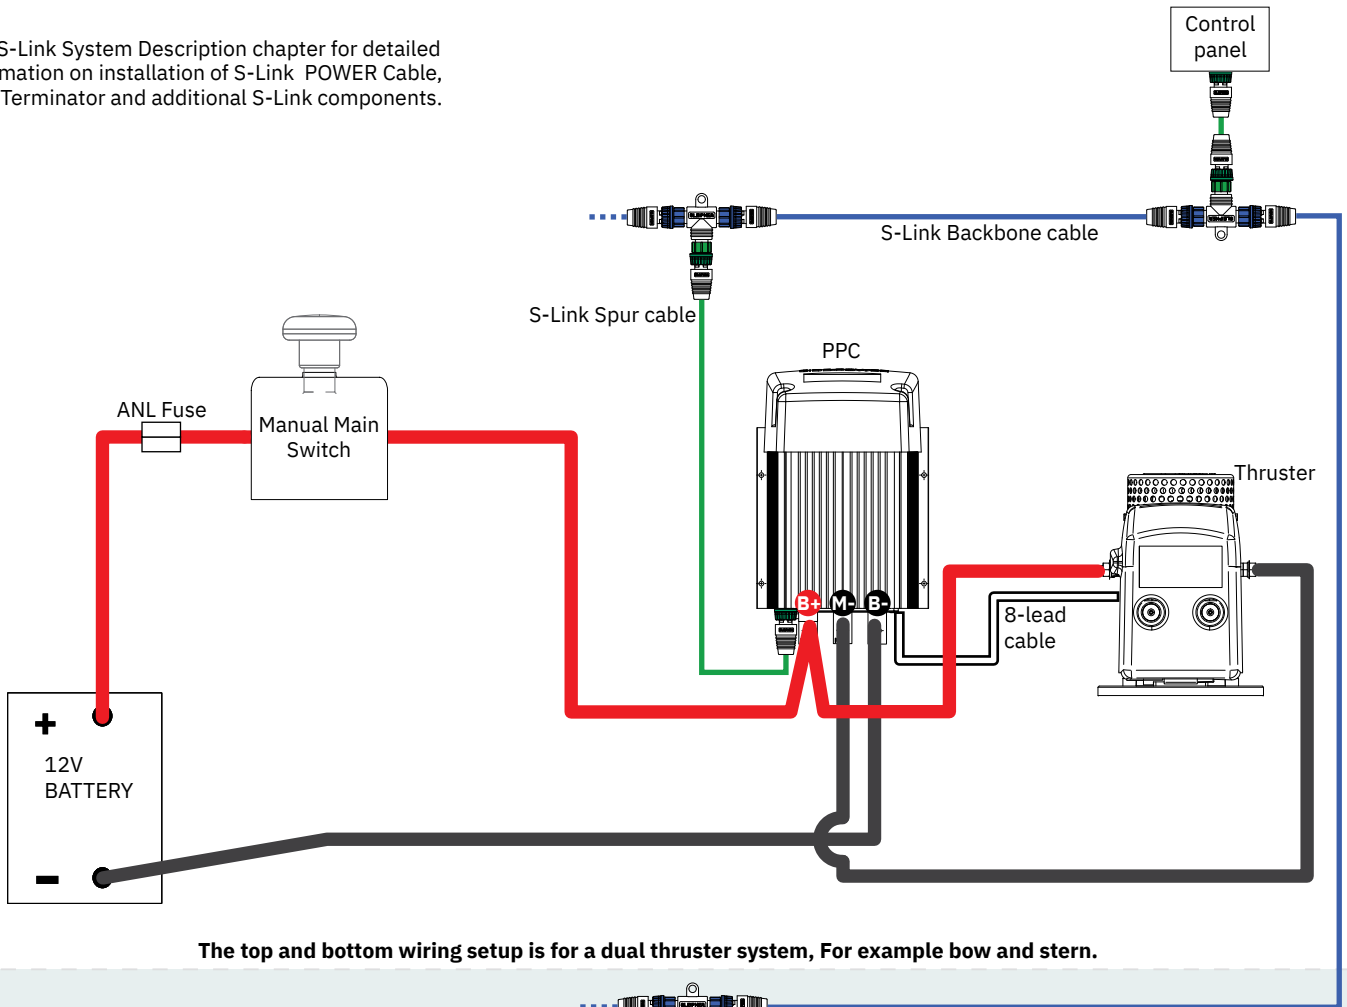 S-Link System Description chapter for detailed
mation on installation of S-Link POWER Cable,
Terminator and additional S-Link components.
Control
panel
S-Link Backbone cable
S-Link Spur cable
PPC
ANL Fuse
Manual Main
Switch
Thruster
B+ M- B-
8-lead
cable
+
12V
BATTERY
-
The top and bottom wiring setup is for a dual thruster system, For example bow and stern.